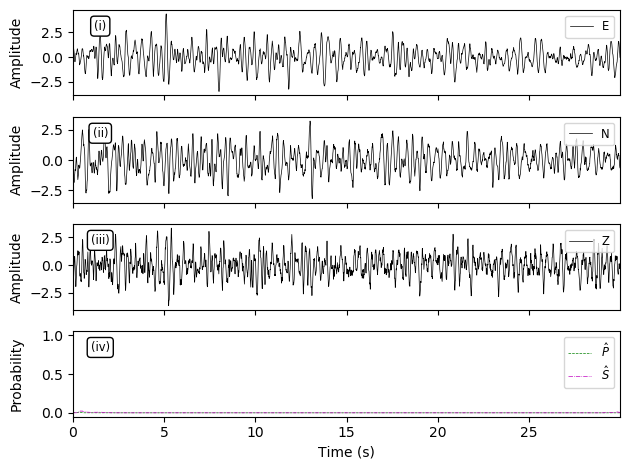 (i)
E
Amplitude
2.5
0.0
−2.5
(ii)
N
Amplitude
2.5
0.0
−2.5
(iii)
Z
Amplitude
2.5
0.0
−2.5
(iv)
P̂
Ŝ
Probability
1.0
0.5
0.0
0 5 10 15 20 25
Time (s)